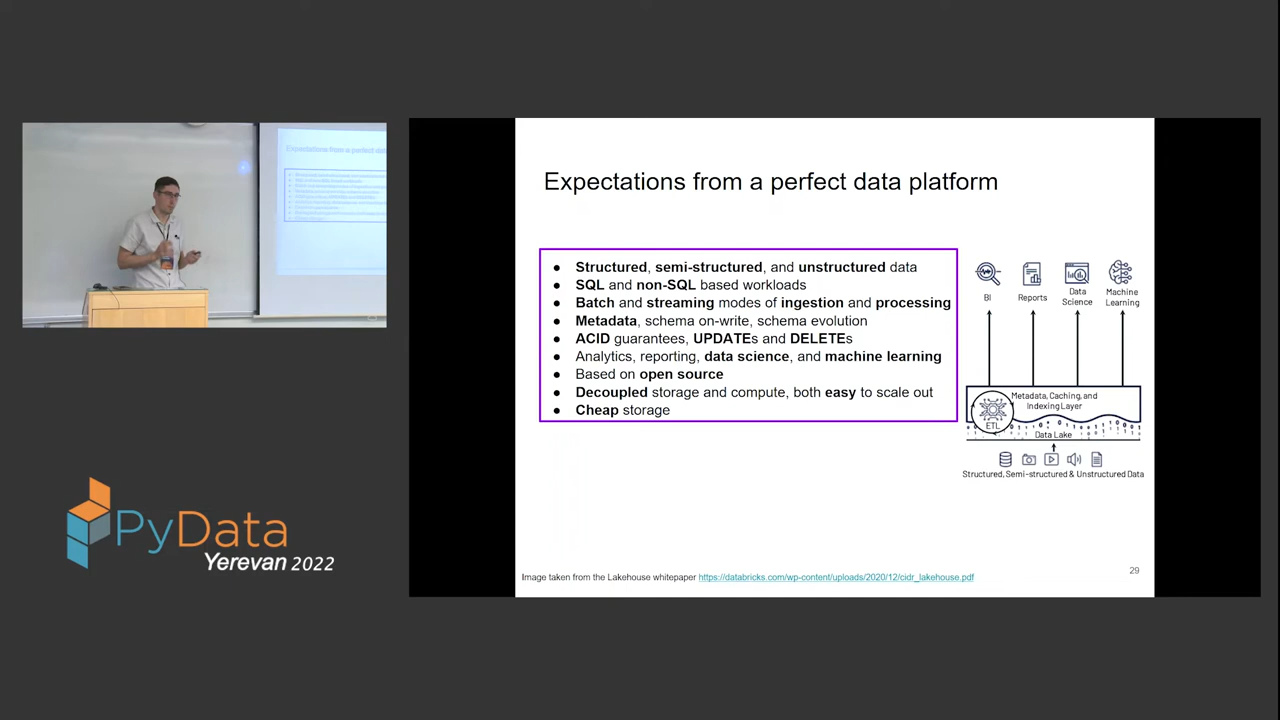 Expectations from a perfect data platform
● Structured, semi-structured, and unstructured data
● SQL and non-SQL based workloads
● Batch and streaming modes of ingestion and processing
● Metadata, schema on-write, schema evolution
● ACID guarantees, UPDATEs and DELETEs
● Analytics, reporting, data science, and machine learning
● Based on open source
● Decoupled storage and compute, both easy to scale out
● Cheap storage
BI
Reports
Data
Science
Machine
Learning
Metadata, Caching, and
Indexing Layer
ETL
Data Lake
Structured, Semi-structured & Unstructured Data
Image taken from the Lakehouse whitepaper https://databricks.com/wp-content/uploads/2020/12/cidr_lakehouse.pdf
29
Expectations from a perfect da
PyData
Yerevan 2022